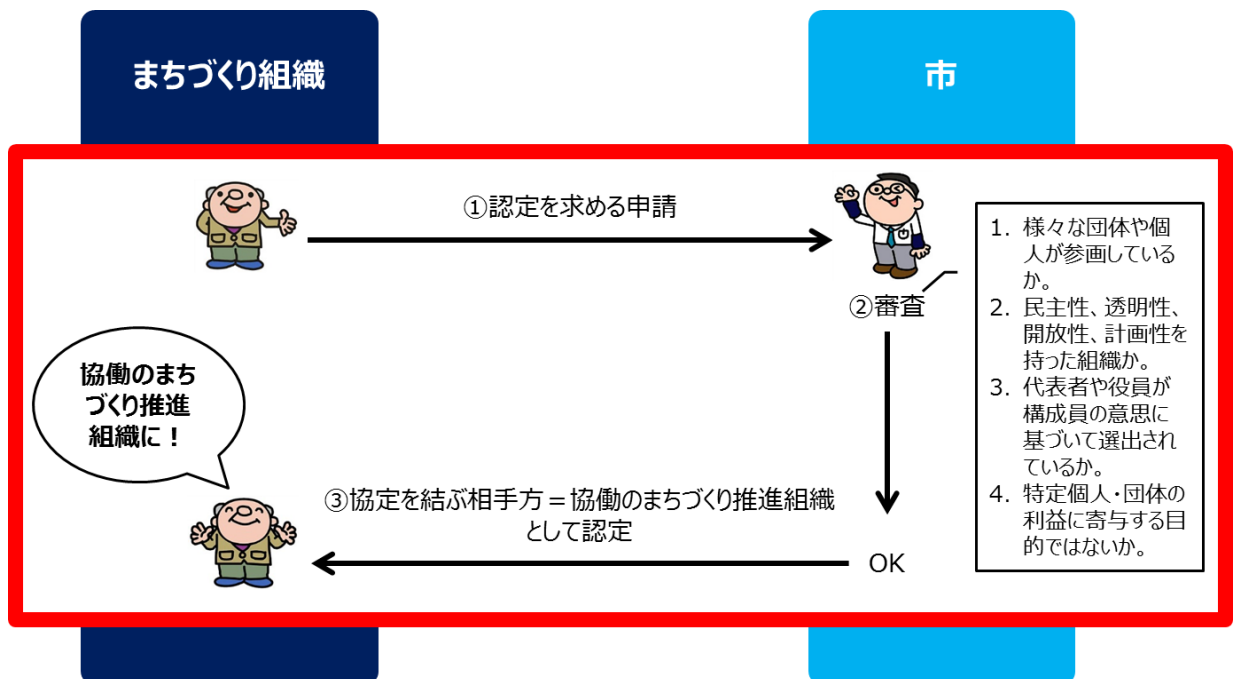 まちづくり組織
市
①認定を求める申請
②審査
1. 様々な団体や個
人が参画している
か。
2. 民主性、透明性、
開放性、計画性を
持った組織か。
3. 代表者や役員が
構成員の意思に
基づいて選出され
ているか。
4. 特定個人・団体の
利益に寄与する目
的ではないか。
協働のまち
づくり推進
組織に！
③協定を結ぶ相手方＝協働のまちづくり推進組織
として認定
OK